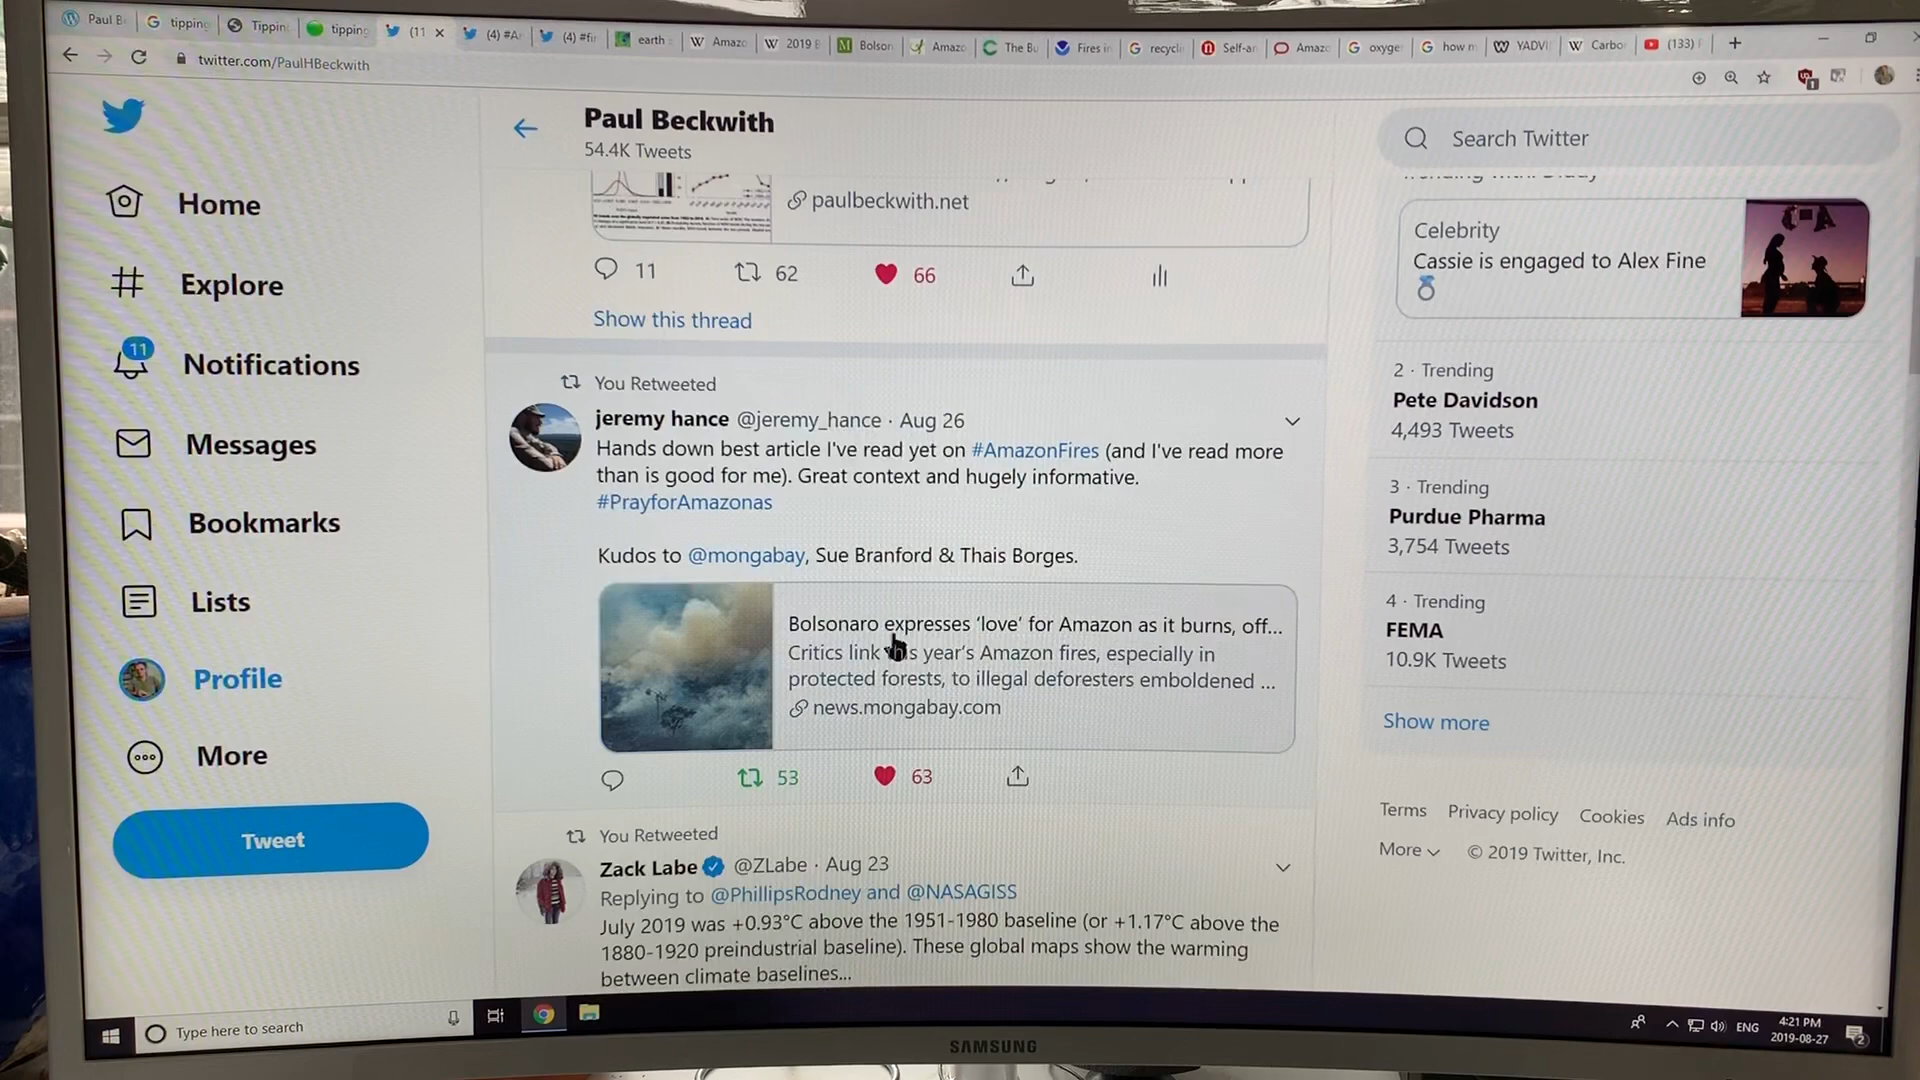 Paul B
tipping
Tippin
tipping
(11
(4) #A
(4) #fir
earth
Amazo
2019 B
Bolson
Amazo
The Bu
Fires in
recycli
Self-an
Amazo
oxyge
how m
YADVI
Carbo
(133)
twitter.com/PaulHBeckwith
Paul Beckwith
54.4K Tweets
Search Twitter
Home
Explore
11
Notifications
Messages
Bookmarks
Lists
Profile
More
Tweet
paulbeckwith.net
11 62 66
Show this thread
You Retweeted
jeremy hance @jeremy_hance · Aug 26
Hands down best article I've read yet on #AmazonFires (and I've read more
than is good for me). Great context and hugely informative.
#PrayforAmazonas
Kudos to @mongabay, Sue Branford & Thais Borges.
Bolsonaro expresses ‘love’ for Amazon as it burns, off...
Critics link this year's Amazon fires, especially in
protected forests, to illegal deforesters emboldened ...
news.mongabay.com
53 63
You Retweeted
Zack Labe @ZLabe · Aug 23
Replying to @PhillipsRodney and @NASAGISS
July 2019 was +0.93°C above the 1951-1980 baseline (or +1.17°C above the
1880-1920 preindustrial baseline). These global maps show the warming
between climate baselines...
Celebrity
Cassie is engaged to Alex Fine
2 · Trending
Pete Davidson
4,493 Tweets
3 · Trending
Purdue Pharma
3,754 Tweets
4 · Trending
FEMA
10.9K Tweets
Show more
Terms Privacy policy Cookies Ads info
More © 2019 Twitter, Inc.
Type here to search
ENG
4:21 PM
2019-08-27
2
SAMSUNG